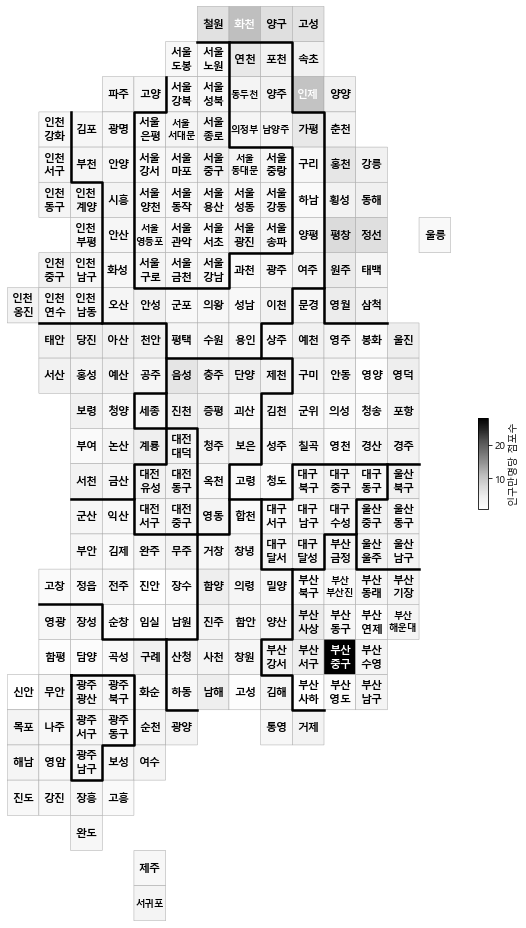 철원 화천 양구 고성
서울 도봉 서울 노원 연천 포천 속초
파주 고양 서울 강북 서울 성북 동두천 양주 인제 양양
인천 강화 김포 광명 서울 은평 서울 서대문 서울 종로 의정부 남양주 가평 춘천
인천 서구 부천 안양 서울 강서 서울 마포 서울 중구 서울 동대문 서울 중랑 구리 홍천 강릉
인천 동구 인천 계양 시흥 서울 양천 서울 동작 서울 용산 서울 성동 서울 강동 하남 횡성 동해
인천 부평 안산 서울 영등포 서울 관악 서울 서초 서울 광진 서울 송파 양평 평창 정선 울릉
인천 중구 인천 남구 화성 서울 구로 서울 금천 서울 강남 과천 광주 여주 원주 태백
인천 옹진 인천 연수 인천 남동 오산 안성 군포 의왕 성남 이천 문경 영월 삼척
태안 당진 아산 천안 평택 수원 용인 상주 예천 영주 봉화 울진
서산 홍성 예산 공주 음성 충주 단양 제천 구미 안동 영양 영덕
보령 청양 세종 진천 증평 괴산 김천 군위 의성 청송 포항
부여 논산 계룡 대전 대덕 청주 보은 성주 칠곡 영천 경산 경주
서천 금산 대전 유성 대전 동구 옥천 고령 청도 대구 북구 대구 중구 대구 동구 울산 북구
군산 익산 대전 서구 대전 중구 영동 합천 대구 서구 대구 남구 대구 수성 울산 중구 울산 동구
부안 김제 완주 무주 거창 창녕 대구 달서 대구 달성 부산 금정 울산 울주 울산 남구
고창 정읍 전주 진안 장수 함양 의령 밀양 부산 북구 부산 부산진 부산 동래 부산 기장
영광 장성 순창 임실 남원 진주 함안 양산 부산 사상 부산 동구 부산 연제 부산 해운대
함평 담양 곡성 구례 산청 사천 창원 부산 강서 부산 서구 부산 중구 부산 수영
신안 무안 광주 광산 광주 북구 화순 하동 남해 고성 김해 부산 사하 부산 영도 부산 남구
목포 나주 광주 서구 광주 동구 순천 광양 통영 거제
해남 영암 광주 남구 보성 여수
진도 강진 장흥 고흥
완도
제주
서귀포
20
10
인구만명당 점포수